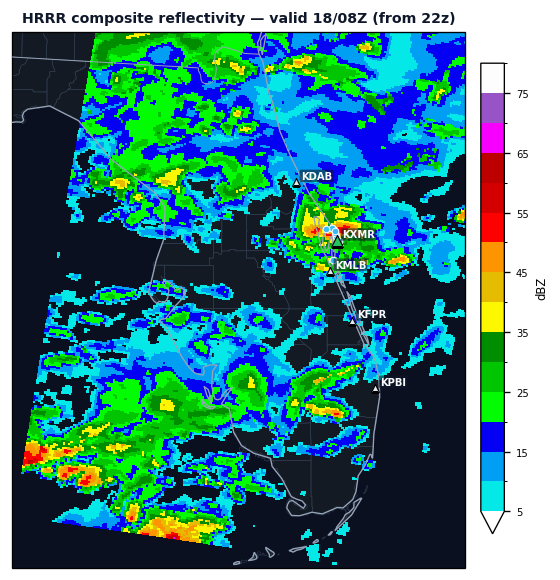 HRRR composite reflectivity — valid 18/08Z (from 22z)
KDAB
KXMR
KMLB
KFPR
KPBI
75
65
55
45
35
25
15
5
dBZ